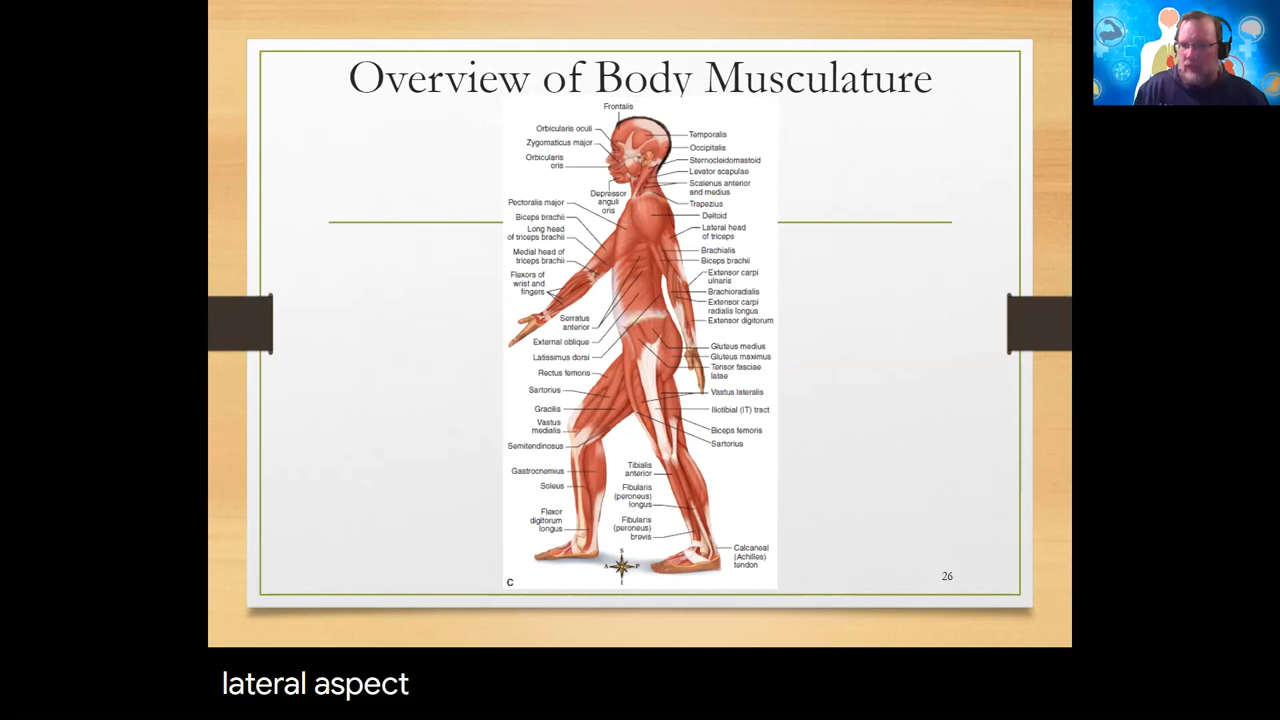 Overview of Body Musculature
Frontalis
Orbicularis oculi
Zygomaticus major
Orbicularis
oris
Depressor
anguli
oris
Pectoralis major
Biceps brachii
Long head
of triceps brachii
Medial head of
triceps brachii
Flexors of
wrist and
fingers
Serratus
anterior
External oblique
Latissimus dorsi
Rectus femoris
Sartorius
Gracilis
Vastus
medialis
Semitendinosus
Gastrocnemius
Soleus
Flexor
digitorum
longus
Temporalis
Occipitalis
Sternocleidomastoid
Levator scapulae
Scalenus anterior
and medius
Trapezius
Deltoid
Lateral head
of triceps
Brachialis
Biceps brachii
Extensor carpi
ulnaris
Brachioradialis
Extensor carpi
radialis longus
Extensor digitorum
Gluteus medius
Gluteus maximus
Tensor fasciae
latae
Vastus lateralis
Iliotibial (IT) tract
Biceps femoris
Sartorius
Tibialis
anterior
Fibularis
(peroneus)
longus
Fibularis
(peroneus)
brevis
Calcaneal
(Achilles)
tendon
S
A P
I
C
26
lateral aspect